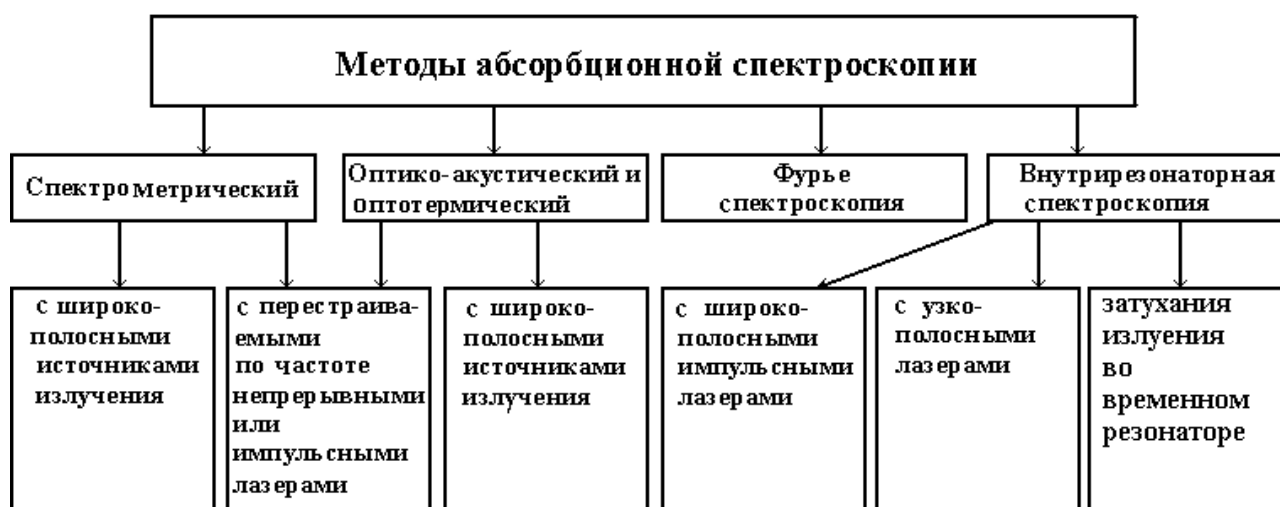 Методы абсорбционной спектроскопии
Спектрометрический
Оптико-акустический и
оптотермический
Фурье
спектроскопия
Внутрирезонаторная
спектроскопия
с широко-
полосными
источниками
излучения
с перестраива-
емыми
по частоте
непрерывными
или
импульсными
лазерами
с широко-
полосными
источниками
излучения
с широко-
полосными
импульсными
лазерами
с узко-
полосными
лазерами
затухания
излуения
во
временном
резонаторе